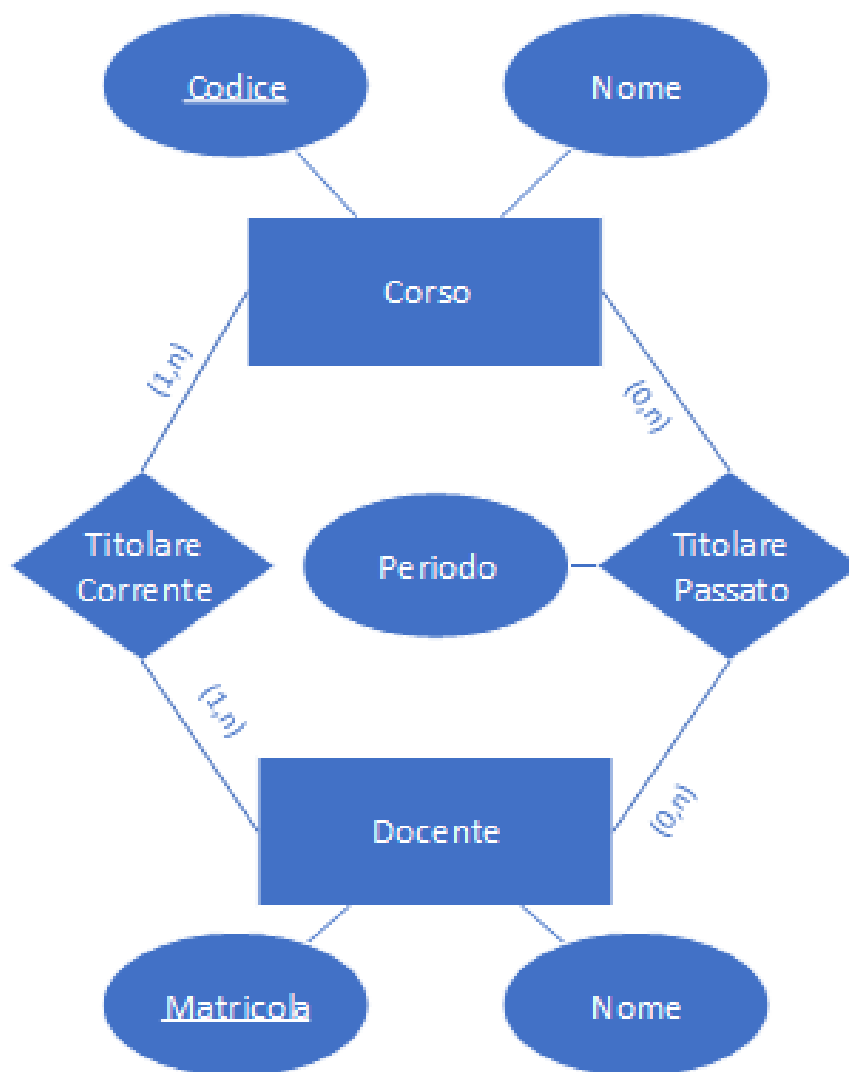 Codice
Nome
Corso
(1,n)
(0,n)
Titolare
Corrente
Periodo
Titolare
Passato
(1,n)
(0,n)
Docente
Matricola
Nome